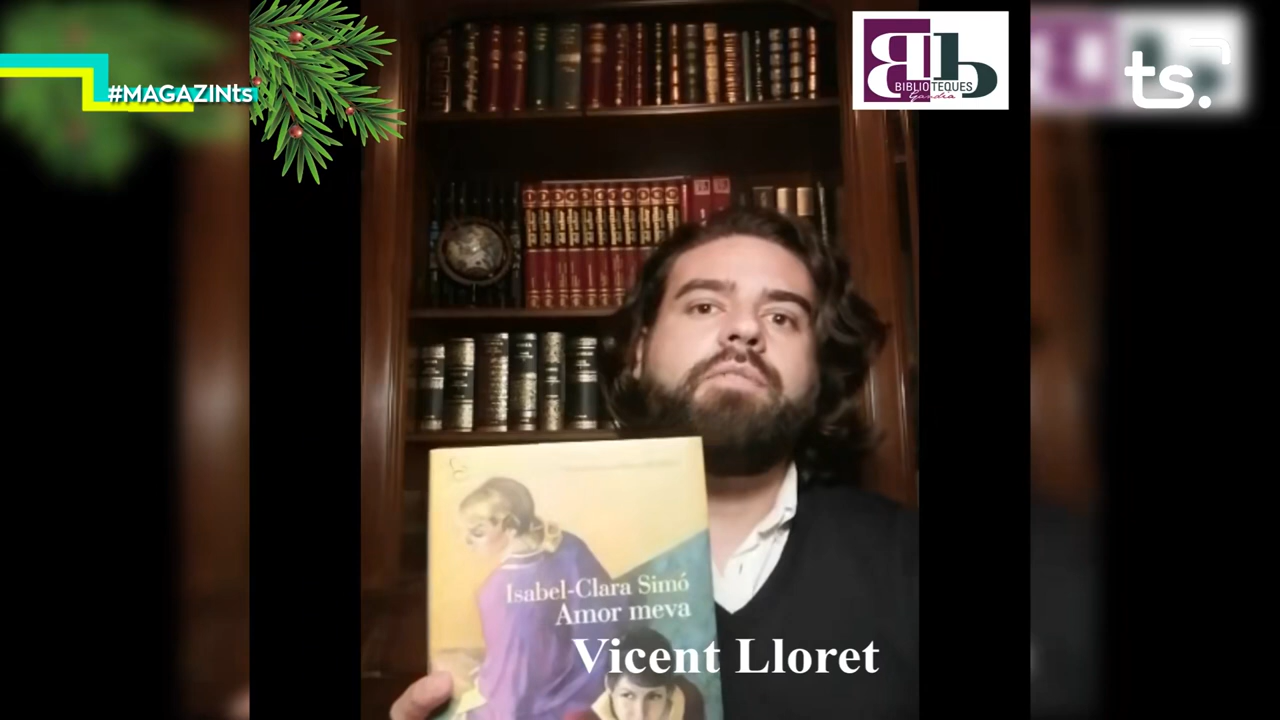 #MAGAZINts
BIBLIOTEQUES
Gandia
ts.
Isabel-Clara Simó
Amor meva
Vicent Lloret